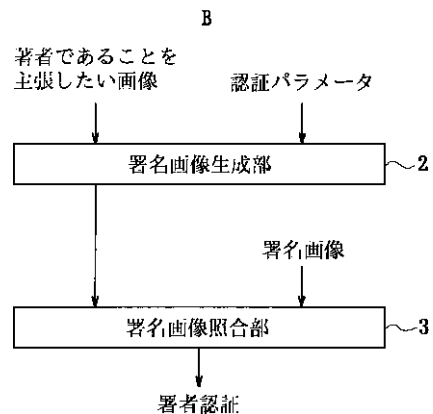 B
著者であることを
主張したい画像
認証パラメータ
署名画像生成部
2
署名画像
署名画像照合部
3
署者認証